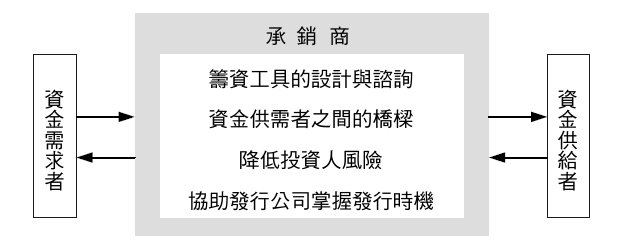 承銷商
資金需求者
籌資工具的設計與諮詢
資金供需者之間的橋樑
降低投資人風險
協助發行公司掌握發行時機
資金供給者